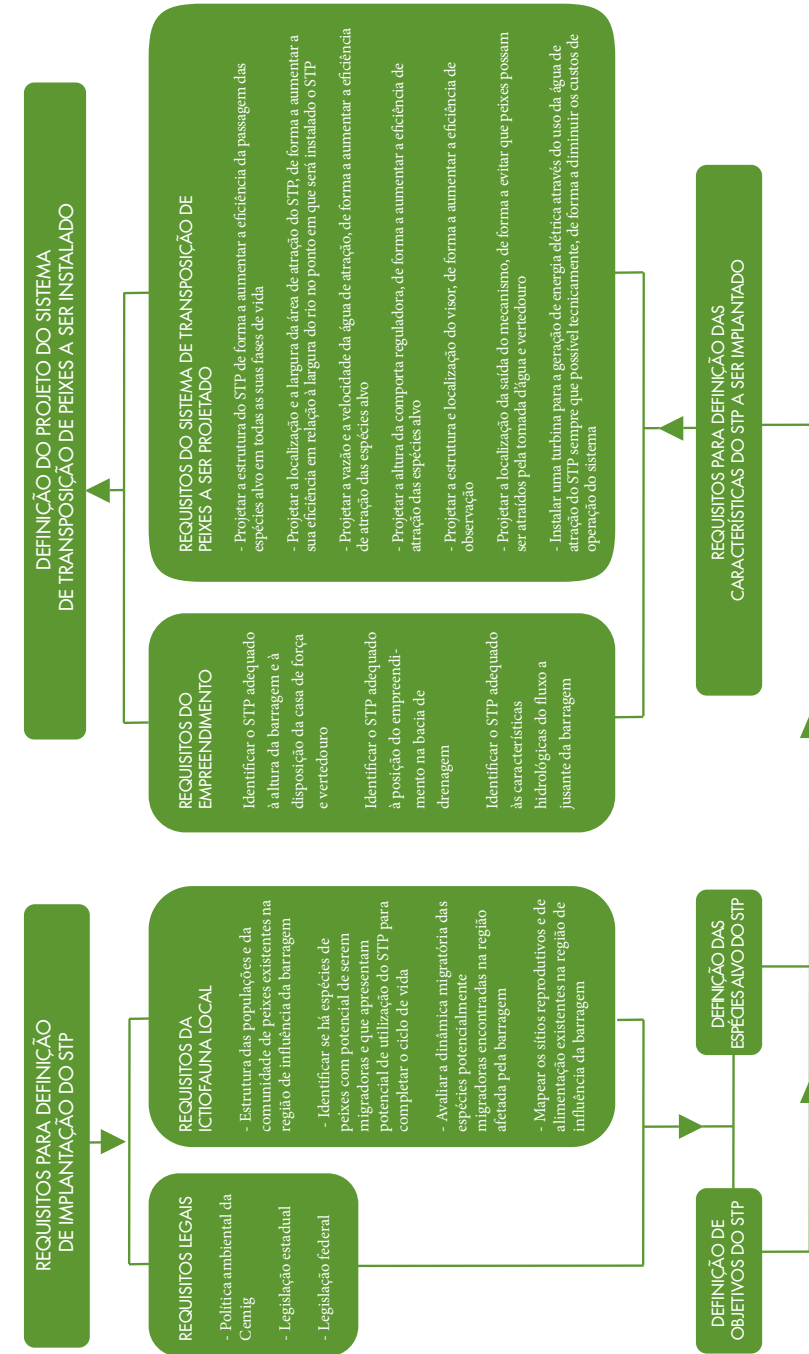 REQUISITOS PARA DEFINIÇÃO
DE IMPLANTAÇÃO DO STP
REQUISITOS LEGAIS
- Política ambiental da
Cemig
- Legislação estadual
- Legislação federal
REQUISITOS DA
ICTIOFAUNA LOCAL
- Estrutura das populações e da
comunidade de peixes existentes na
região de influência da barragem
- Identificar se há espécies de
peixes com potencial de serem
migradoras e que apresentam
potencial de utilização do STP para
completar o ciclo de vida
- Avaliar a dinâmica migratória das
espécies potencialmente
migradoras encontradas na região
afetada pela barragem
- Mapear os sítios reprodutivos e de
alimentação existentes na região de
influência da barragem
DEFINIÇÃO DE
OBJETIVOS DO STP
DEFINIÇÃO DAS
ESPÉCIES ALVO DO STP
DEFINIÇÃO DO PROJETO DO SISTEMA
DE TRANSPOSIÇÃO DE PEIXES A SER INSTALADO
REQUISITOS DO
EMPREENDIMENTO
Identificar o STP adequado
à altura da barragem e à
disposição da casa de força
e vertedouro
Identificar o STP adequado
à posição do empreendi-
mento na bacia de
drenagem
Identificar o STP adequado
às características
hidrológicas do fluxo a
jusante da barragem
REQUISITOS DO SISTEMA DE TRANSPOSIÇÃO DE
PEIXES A SER PROJETADO
- Projetar a estrutura do STP de forma a aumentar a eficiência da passagem das
espécies alvo em todas as suas fases de vida
- Projetar a localização e a largura da área de atração do STP, de forma a aumentar a
sua eficiência em relação à largura do rio no ponto em que será instalado o STP
- Projetar a vazão e a velocidade da água de atração, de forma a aumentar a eficiência
de atração das espécies alvo
- Projetar a altura da comporta reguladora, de forma a aumentar a eficiência de
atração das espécies alvo
- Projetar a estrutura e localização do visor, de forma a aumentar a eficiência de
observação
- Projetar a localização da saída do mecanismo, de forma a evitar que peixes possam
ser atraídos pela tomada d'água e vertedouro
- Instalar uma turbina para a geração de energia elétrica através do uso da água de
atração do STP sempre que possível tecnicamente, de forma a diminuir os custos de
operação do sistema
REQUISITOS PARA DEFINIÇÃO DAS
CARACTERÍSTICAS DO STP A SER IMPLANTADO